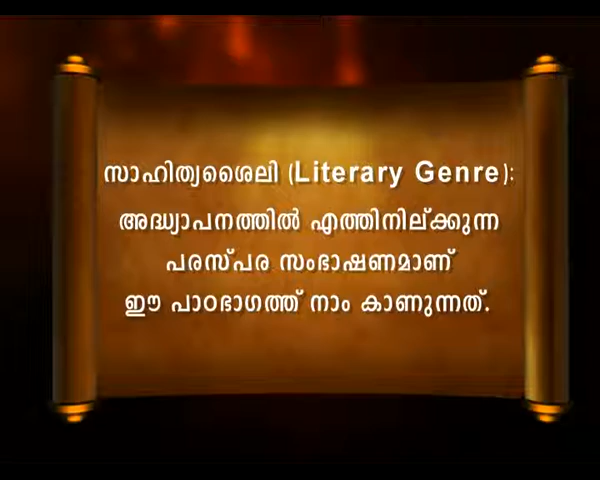 സാഹിത്യശൈലി (Literary Genre):
അദ്ധ്യാപനത്തിൽ എത്തിനില്ക്കുന്ന
പരസ്പര സംഭാഷണമാണ്
ഈ പാഠഭാഗത്ത് നാം കാണുന്നത്.